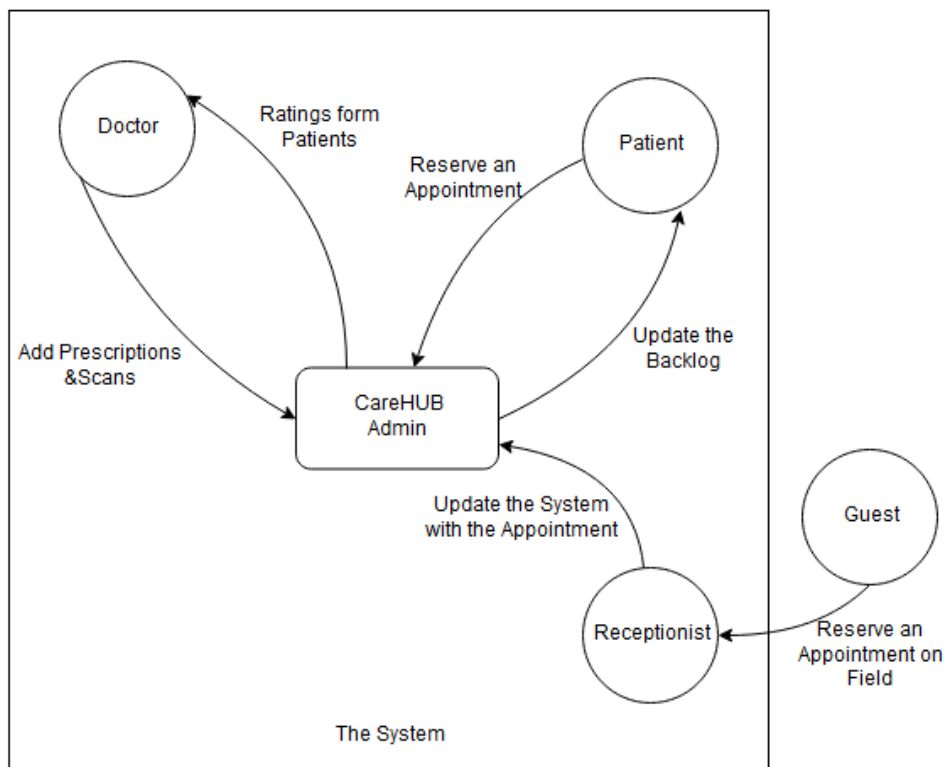 Doctor
Ratings form
Patients
Patient
Reserve an
Appointment
Add Prescriptions
&Scans
Update the
Backlog
CareHUB
Admin
Update the System
with the Appointment
Guest
Receptionist
Reserve an
Appointment on
Field
The System